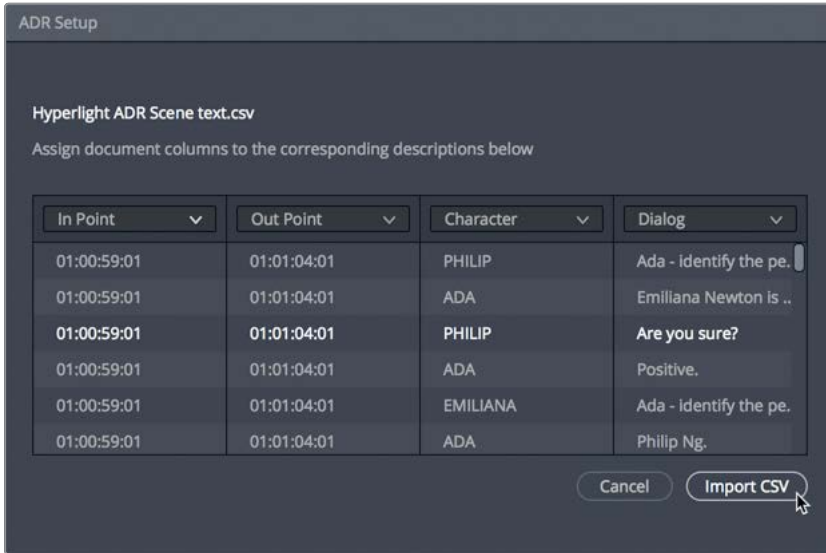 ADR Setup
Hyperlight ADR Scene text.csv
Assign document columns to the corresponding descriptions below
In Point Out Point Character Dialog
01:00:59:01 01:01:04:01 PHILIP Ada - identify the pe.
01:00:59:01 01:01:04:01 ADA Emiliana Newton is ..
01:00:59:01 01:01:04:01 PHILIP Are you sure?
01:00:59:01 01:01:04:01 ADA Positive.
01:00:59:01 01:01:04:01 EMILIANA Ada - identify the pe.
01:00:59:01 01:01:04:01 ADA Philip Ng.
Cancel Import CSV